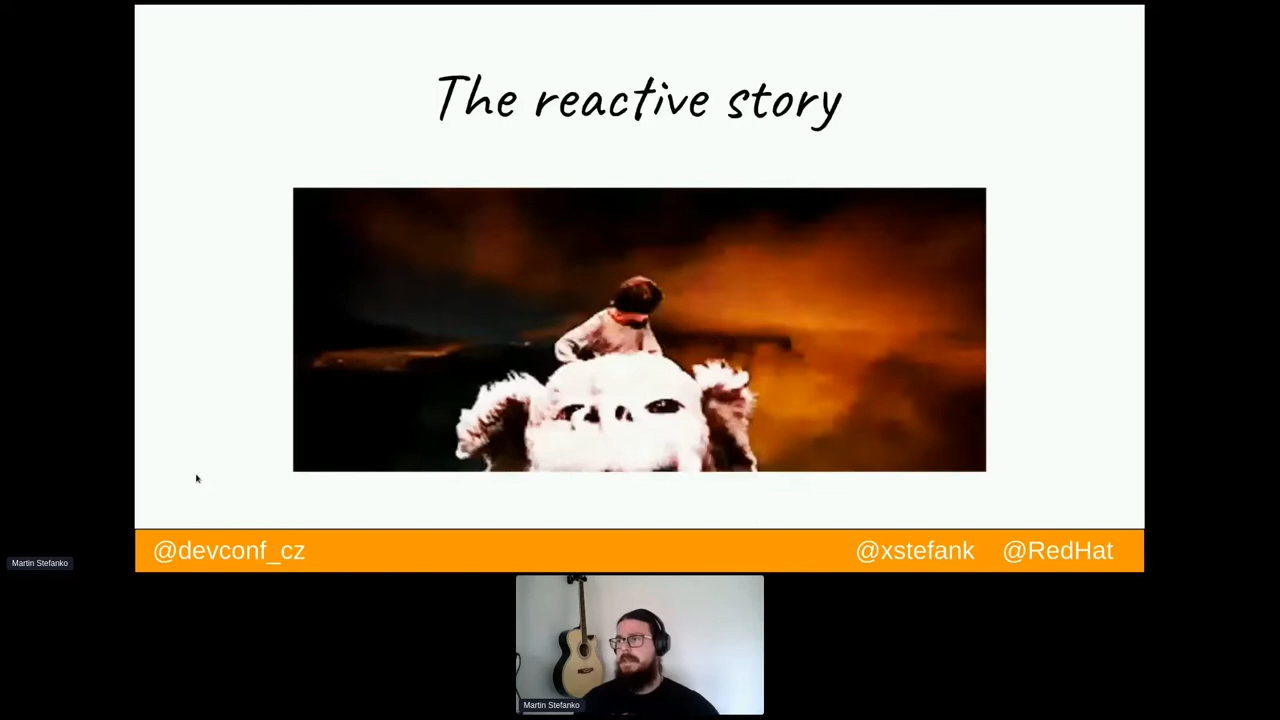 The reactive story
@devconf_cz
@xstefank @RedHat
Martin Stefanko
Martin Stefanko